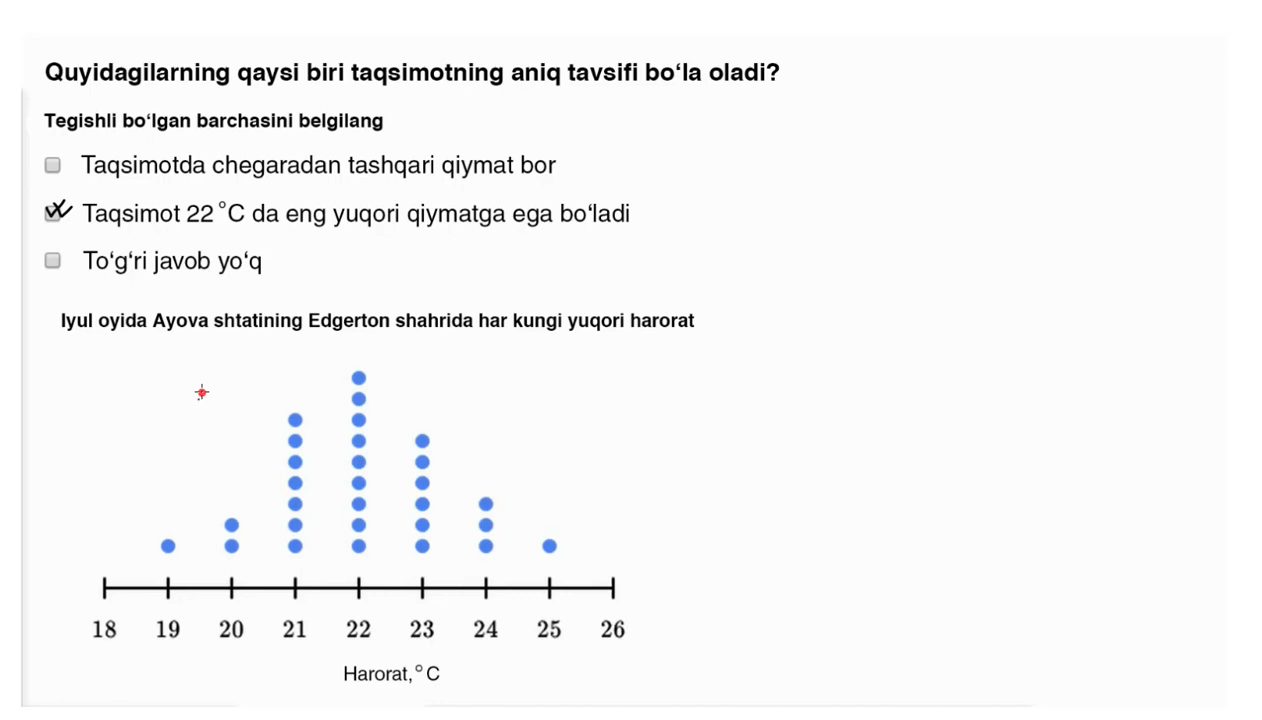 Quyidagilarning qaysi biri taqsimotning aniq tavsifi bo‘la oladi?
Tegishli bo‘lgan barchasini belgilang
Taqsimotda chegaradan tashqari qiymat bor
Taqsimot 22 °C da eng yuqori qiymatga ega bo‘ladi
To‘g‘ri javob yo‘q
Iyul oyida Ayova shtatining Edgerton shahrida har kungi yuqori harorat
18 19 20 21 22 23 24 25 26
Harorat,°C